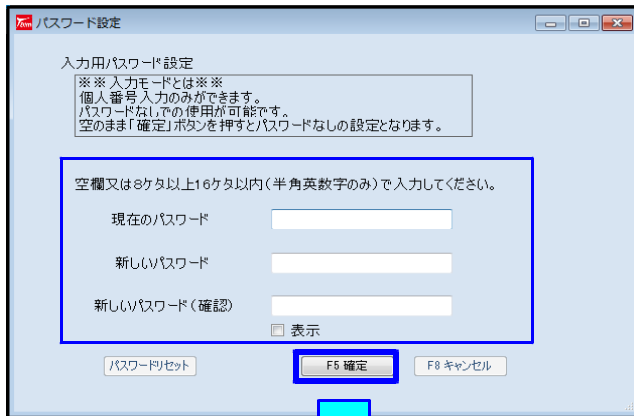 Team パスワード設定
入力用パスワード設定
※※入力モードとは※※
個人番号入力のみができます。
パスワードなしでの使用が可能です。
空のまま「確定」ボタンを押すとパスワードなしの設定となります。
空欄又は8ケタ以上16ケタ以内(半角英数字のみ)で入力してください。
現在のパスワード
新しいパスワード
新しいパスワード(確認)
表示
パスワードリセット F5 確定 F8 キャンセル